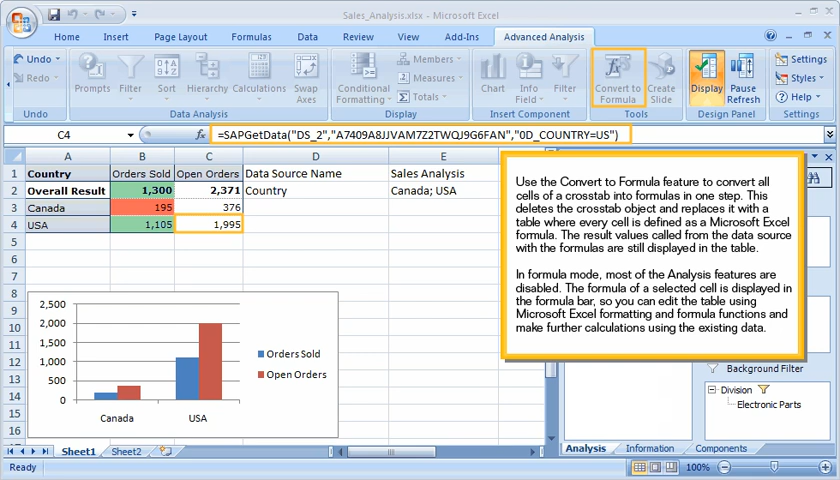 Sales_Analysis.xlsx - Microsoft Excel
Home Insert Page Layout Formulas Data Review View Add-Ins Advanced Analysis
Undo
Redo
Undo
Prompts Filter Sort Hierarchy Calculations Swap Axes
Data Analysis
Conditional Formatting
Members
Measures
Totals
Display
Chart Info Field Filter
Insert Component
Convert to Formula
Create Slide
Tools
Display Pause Refresh
Design Panel
Settings
Styles
Help
Settings
C4
fx
=SAPGetData("DS_2","A7409A8JJVAM7Z2TWQJ9G6FAN","0D_COUNTRY=US")
A B C D E
1 Country Orders Sold Open Orders Data Source Name Sales Analysis
2 Overall Result 1,300 2,371 Country Canada; USA
3 Canada 195 376
4 USA 1,105 1,995
5
6
7
8
9
10
11
12
13
14
15
16
2,500
2,000
1,500
1,000
500
0
Canada USA
Orders Sold
Open Orders
Use the Convert to Formula feature to convert all
cells of a crosstab into formulas in one step. This
deletes the crosstab object and replaces it with a
table where every cell is defined as a Microsoft Excel
formula. The result values called from the data source
with the formulas are still displayed in the table.
In formula mode, most of the Analysis features are
disabled. The formula of a selected cell is displayed in
the formula bar, so you can edit the table using
Microsoft Excel formatting and formula functions and
make further calculations using the existing data.
Background Filter
Division
Electronic Parts
Analysis Information Components
Sheet1 Sheet2
Ready
100%